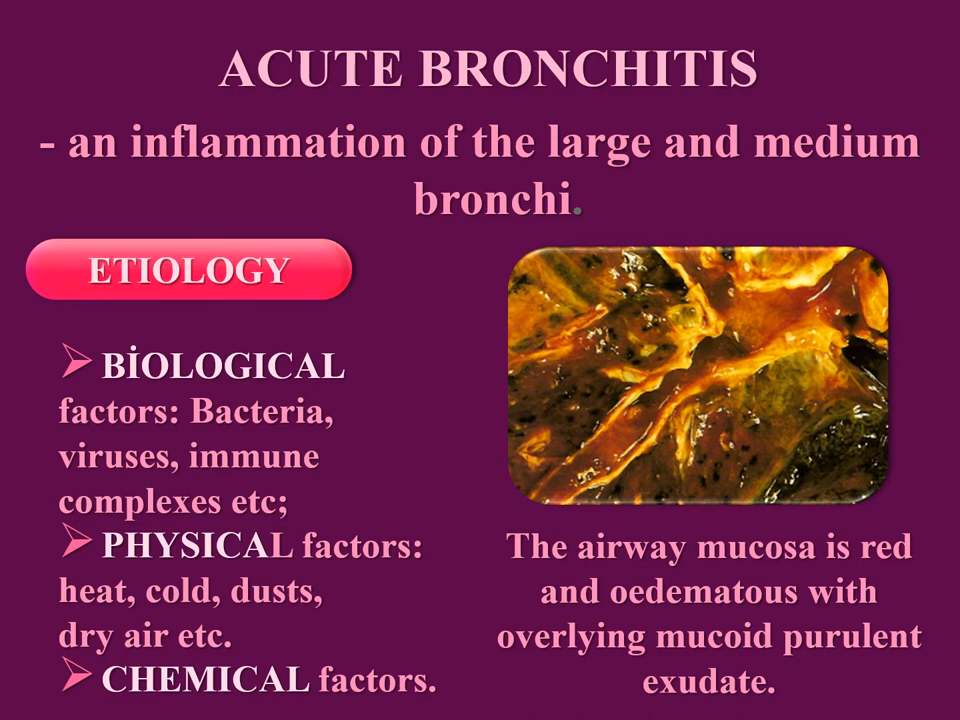 ACUTE BRONCHITIS
- an inflammation of the large and medium
bronchi.
ETIOLOGY
➢ BİOLOGICAL
factors: Bacteria,
viruses, immune
complexes etc;
➢ PHYSICAL factors:
heat, cold, dusts,
dry air etc.
➢ CHEMICAL factors.
The airway mucosa is red
and oedematous with
overlying mucoid purulent
exudate.